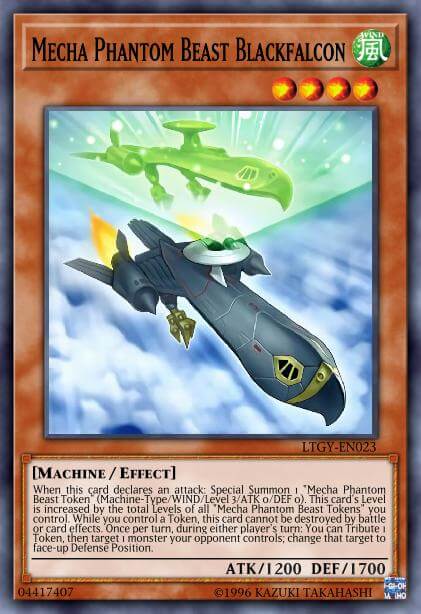 MECHA PHANTOM BEAST BLACKFALCON
WIND
風
LTGY-EN023
[MACHINE / EFFECT]
When this card declares an attack: Special Summon 1 "Mecha Phantom
Beast Token" (Machine-Type/WIND/Level 3/ATK 0/DEF 0). This card's Level
is increased by the total Levels of all "Mecha Phantom Beast Tokens" you
control. While you control a Token, this card cannot be destroyed by battle
or card effects. Once per turn, during either player's turn: You can Tribute 1
Token, then target 1 monster your opponent controls; change that target to
face-up Defense Position.
ATK/1200 DEF/1700
04417407
©1996 KAZUKI TAKAHASHI